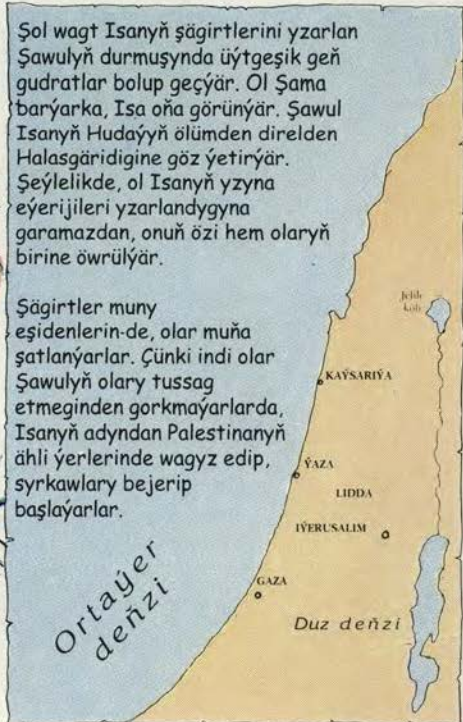 Şol wagt Isanyň şägirtlerini yzarlan
Şawulyň durmuşynda üýtgeşik geň
gudratlar bolup geçýär. Ol Şama
barýarka, Isa oňa görünýär. Şawul
Isanyň Hudaýyň ölümden direlden
Halasgäridigine göz ýetirýär.
Şeýlelikde, ol Isanyň yzyna
eýerijileri yzarlandygyna
garamazdan, onuň özi hem olaryň
birine öwrülýär.

Şägirtler muny
eşidenlerin-de, olar muňa
şatlanýarlar. Çünki indi olar
Şawulyň olary tussag
etmeginden gorkmaýarlarda,
Isanyň adyndan Palestinanyň
ähli ýerlerinde wagyz edip,
syrkawlary bejerip
başlaýarlar.

Jelile
köli
KAÝSARIÝA
ÝAZA
LIDDA
IÝERUSALIM
GAZA
Duz deňzi
Ortaýer
deňzi